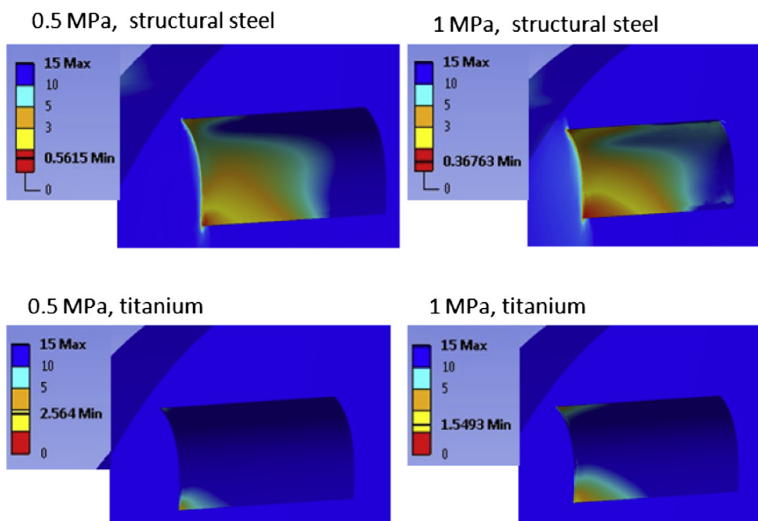 0.5 MPa, structural steel
15 Max
10
5
3
0.5615 Min
0
1 MPa, structural steel
15 Max
10
5
3
0.36763 Min
0
0.5 MPa, titanium
15 Max
10
5
2.564 Min
0
1 MPa, titanium
15 Max
10
5
1.5493 Min
0